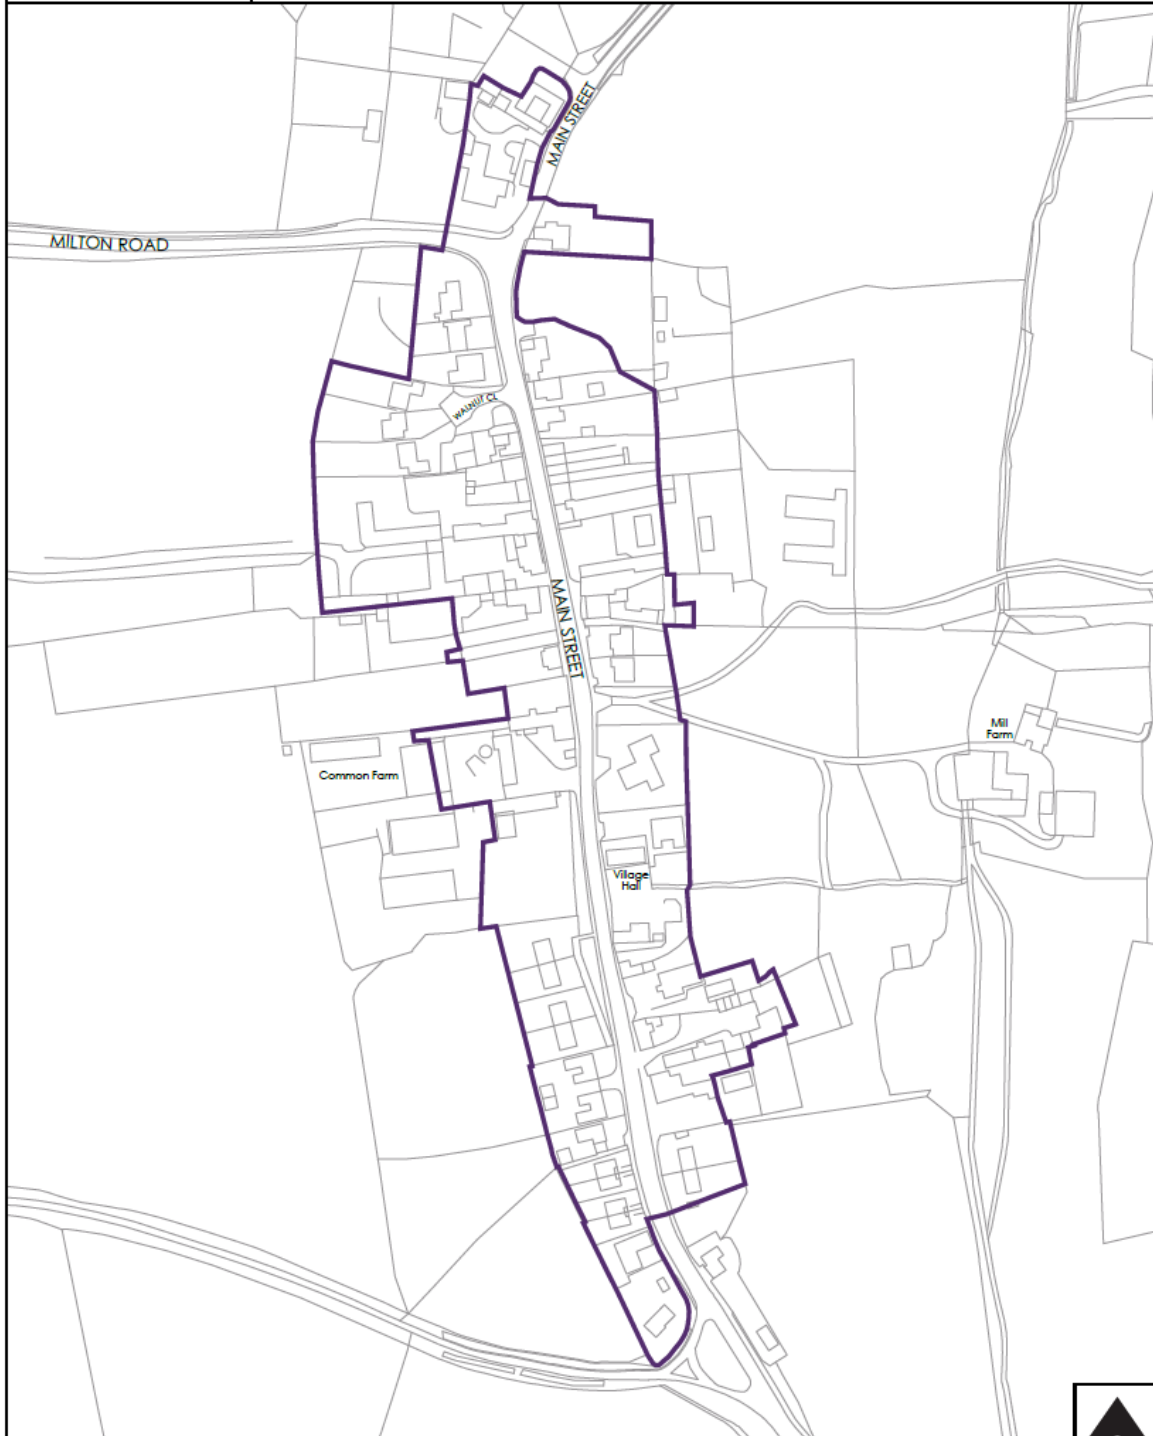 MAIN STREET
MILTON ROAD
WALNUT CL
MAIN STREET
Mill
Farm
Common Farm
Village
Hall